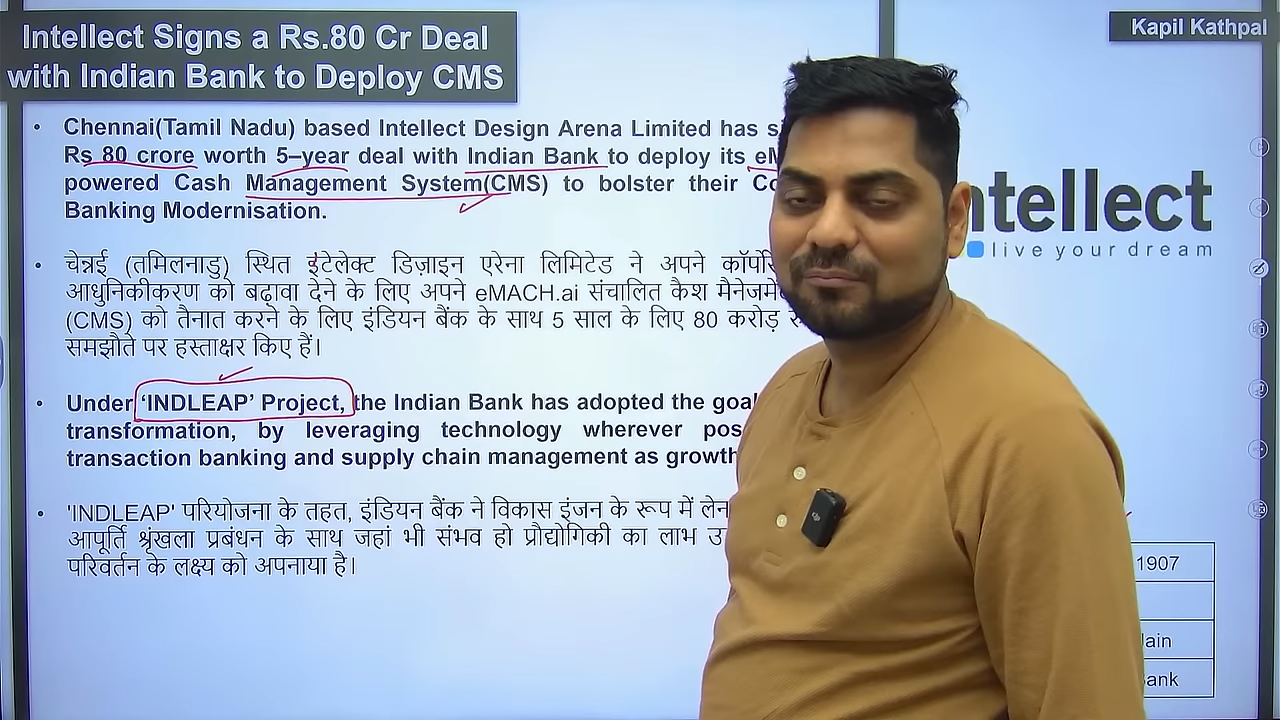 Intellect Signs a Rs.80 Cr Deal
with Indian Bank to Deploy CMS
Kapil Kathpal
• Chennai(Tamil Nadu) based Intellect Design Arena Limited has
Rs 80 crore worth 5–year deal with Indian Bank to deploy its
powered Cash Management System(CMS) to bolster their
Banking Modernisation.
• चेन्नई (तमिलनाडु) स्थित इंटेलेक्ट डिज़ाइन एरेना लिमिटेड ने अपने
आधुनिकीकरण को बढ़ावा देने के लिए अपने eMACH.ai संचालित कैश
(CMS) को तैनात करने के लिए इंडियन बैंक के साथ 5 साल के लिए 80 करोड़
समझौते पर हस्ताक्षर किए हैं।
• Under 'INDLEAP' Project, the Indian Bank has adopted the goal
transformation, by leveraging technology wherever
transaction banking and supply chain management as growth
• 'INDLEAP' परियोजना के तहत, इंडियन बैंक ने विकास इंजन के रूप में
आपूर्ति श्रृंखला प्रबंधन के साथ जहां भी संभव हो प्रौद्योगिकी का लाभ
परिवर्तन के लक्ष्य को अपनाया है।
ntellect
live your dream
1907
ank